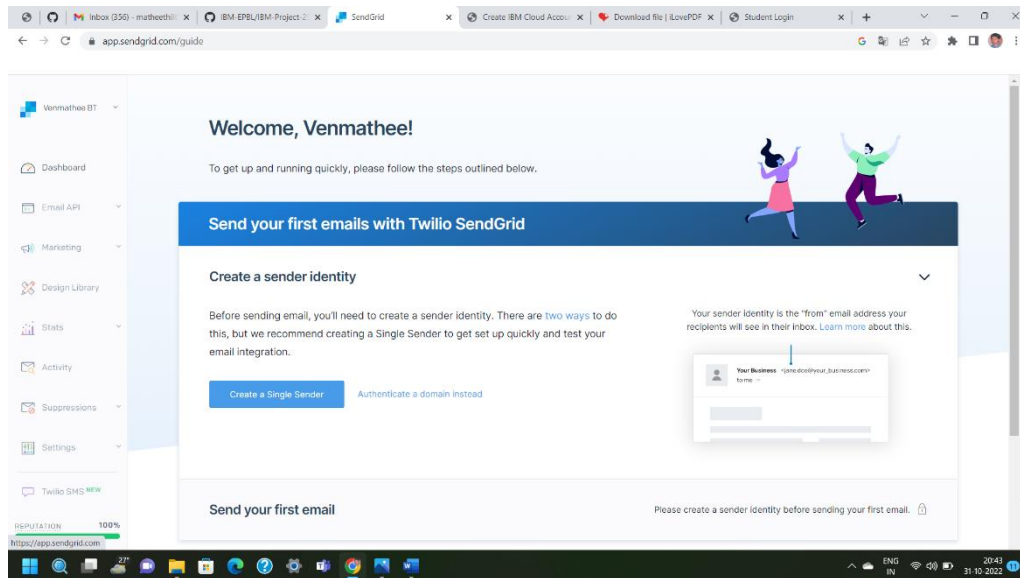 Inbox (356) - matheethil
IBM-EPBL/IBM-Project-2
SendGrid
Create IBM Cloud Accou
Download file | iLovePDF
Student Login
app.sendgrid.com/guide
Venmathee BT
Dashboard
Email API
Marketing
Design Library
Stats
Activity
Suppressions
Settings
Twilio SMS NEW
REPUTATION 100%
https://app.sendgrid.com
Welcome, Venmathee!
To get up and running quickly, please follow the steps outlined below.
Send your first emails with Twilio SendGrid
Create a sender identity
Before sending email, you'll need to create a sender identity. There are two ways to do
this, but we recommend creating a Single Sender to get set up quickly and test your
email integration.
Create a Single Sender
Authenticate a domain instead
Your sender identity is the "from" email address your
recipients will see in their inbox. Learn more about this.
Your Business <jane.doe@your_business.com>
to me
Send your first email
Please create a sender identity before sending your first email.
27°
ENG
IN
20:43
31-10-2022
11